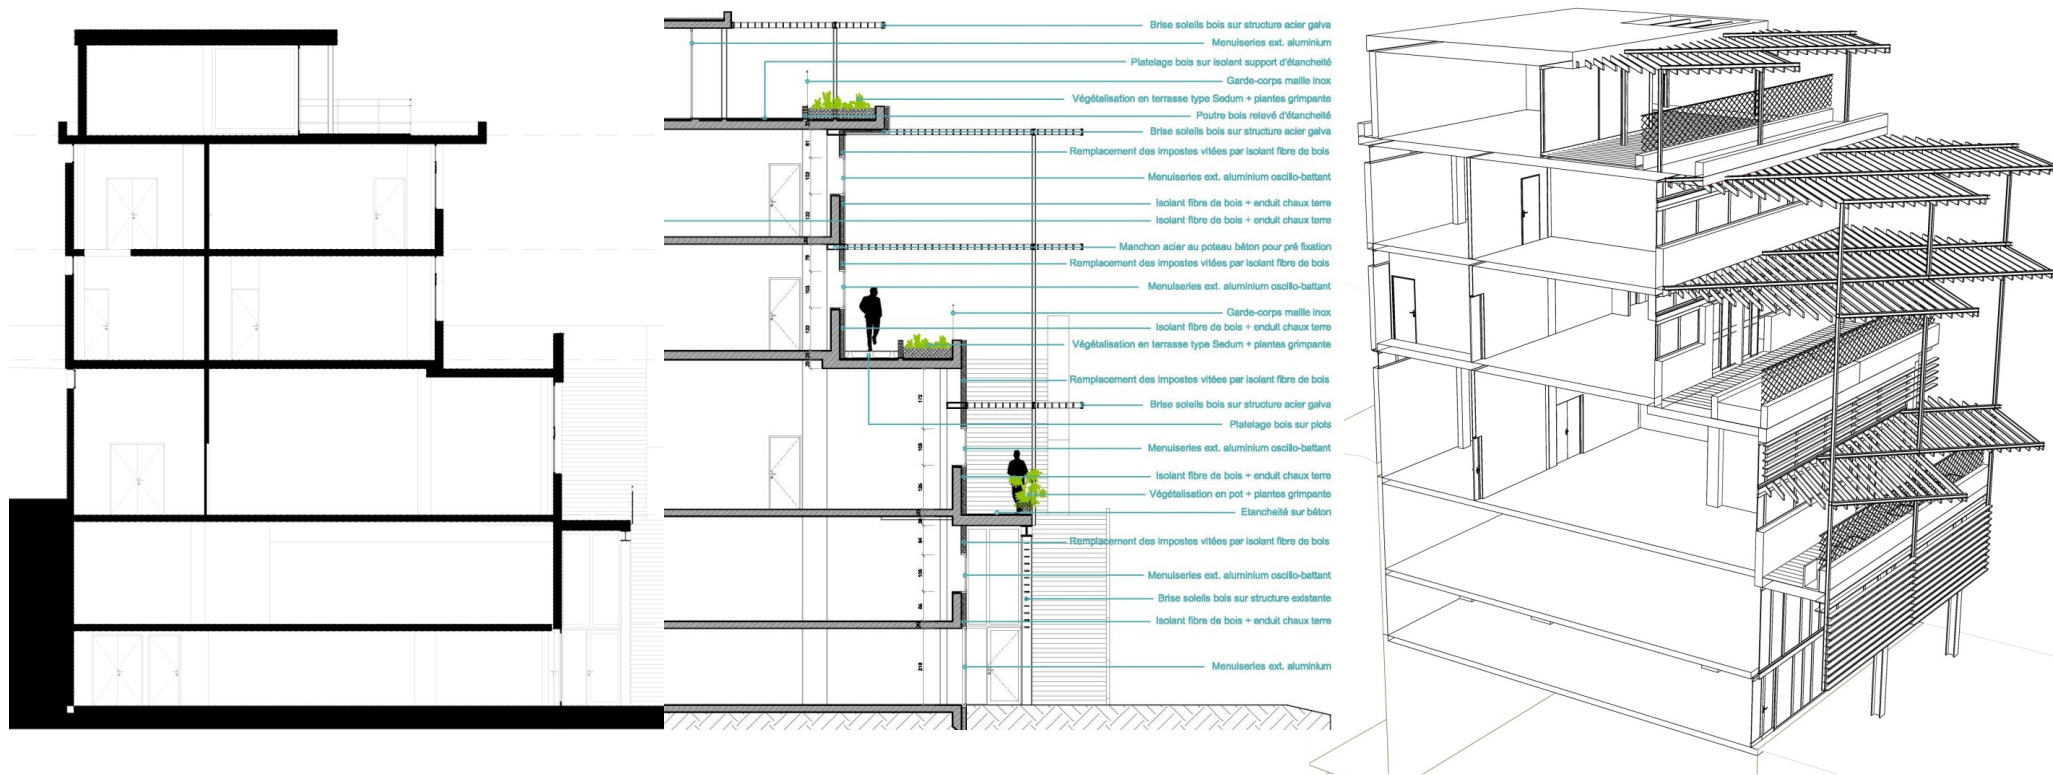 Brise soleils bois sur structure acier galva
Menuiseries ext. aluminium
Platelage bois sur isolant support d'étancheité
Garde-corps maille inox
Végétalisation en terrasse type Sedum + plantes grimpante
Poutre bois relevé d'étancheité
Brise soleils bois sur structure acier galva
Remplacement des impostes vitées par isolant fibre de bois
Menuiseries ext. aluminium oscillo-battant
Isolant fibre de bois + enduit chaux terre
Isolant fibre de bois + enduit chaux terre
Manchon acier au poteau béton pour pré fixation
Remplacement des impostes vitées par isolant fibre de bois
Menuiseries ext. aluminium oscillo-battant
Garde-corps maille inox
Isolant fibre de bois + enduit chaux terre
Végétalisation en terrasse type Sedum + plantes grimpante
Remplacement des impostes vitées par isolant fibre de bois
Brise soleils bois sur structure acier galva
Platelage bois sur plots
Menuiseries ext. aluminium oscillo-battant
Isolant fibre de bois + enduit chaux terre
Végétalisation en pot + plantes grimpante
Etancheité sur béton
Remplacement des impostes vitées par isolant fibre de bois
Menuiseries ext. aluminium oscillo-battant
Brise soleils bois sur structure existante
Isolant fibre de bois + enduit chaux terre
Menuiseries ext. aluminium